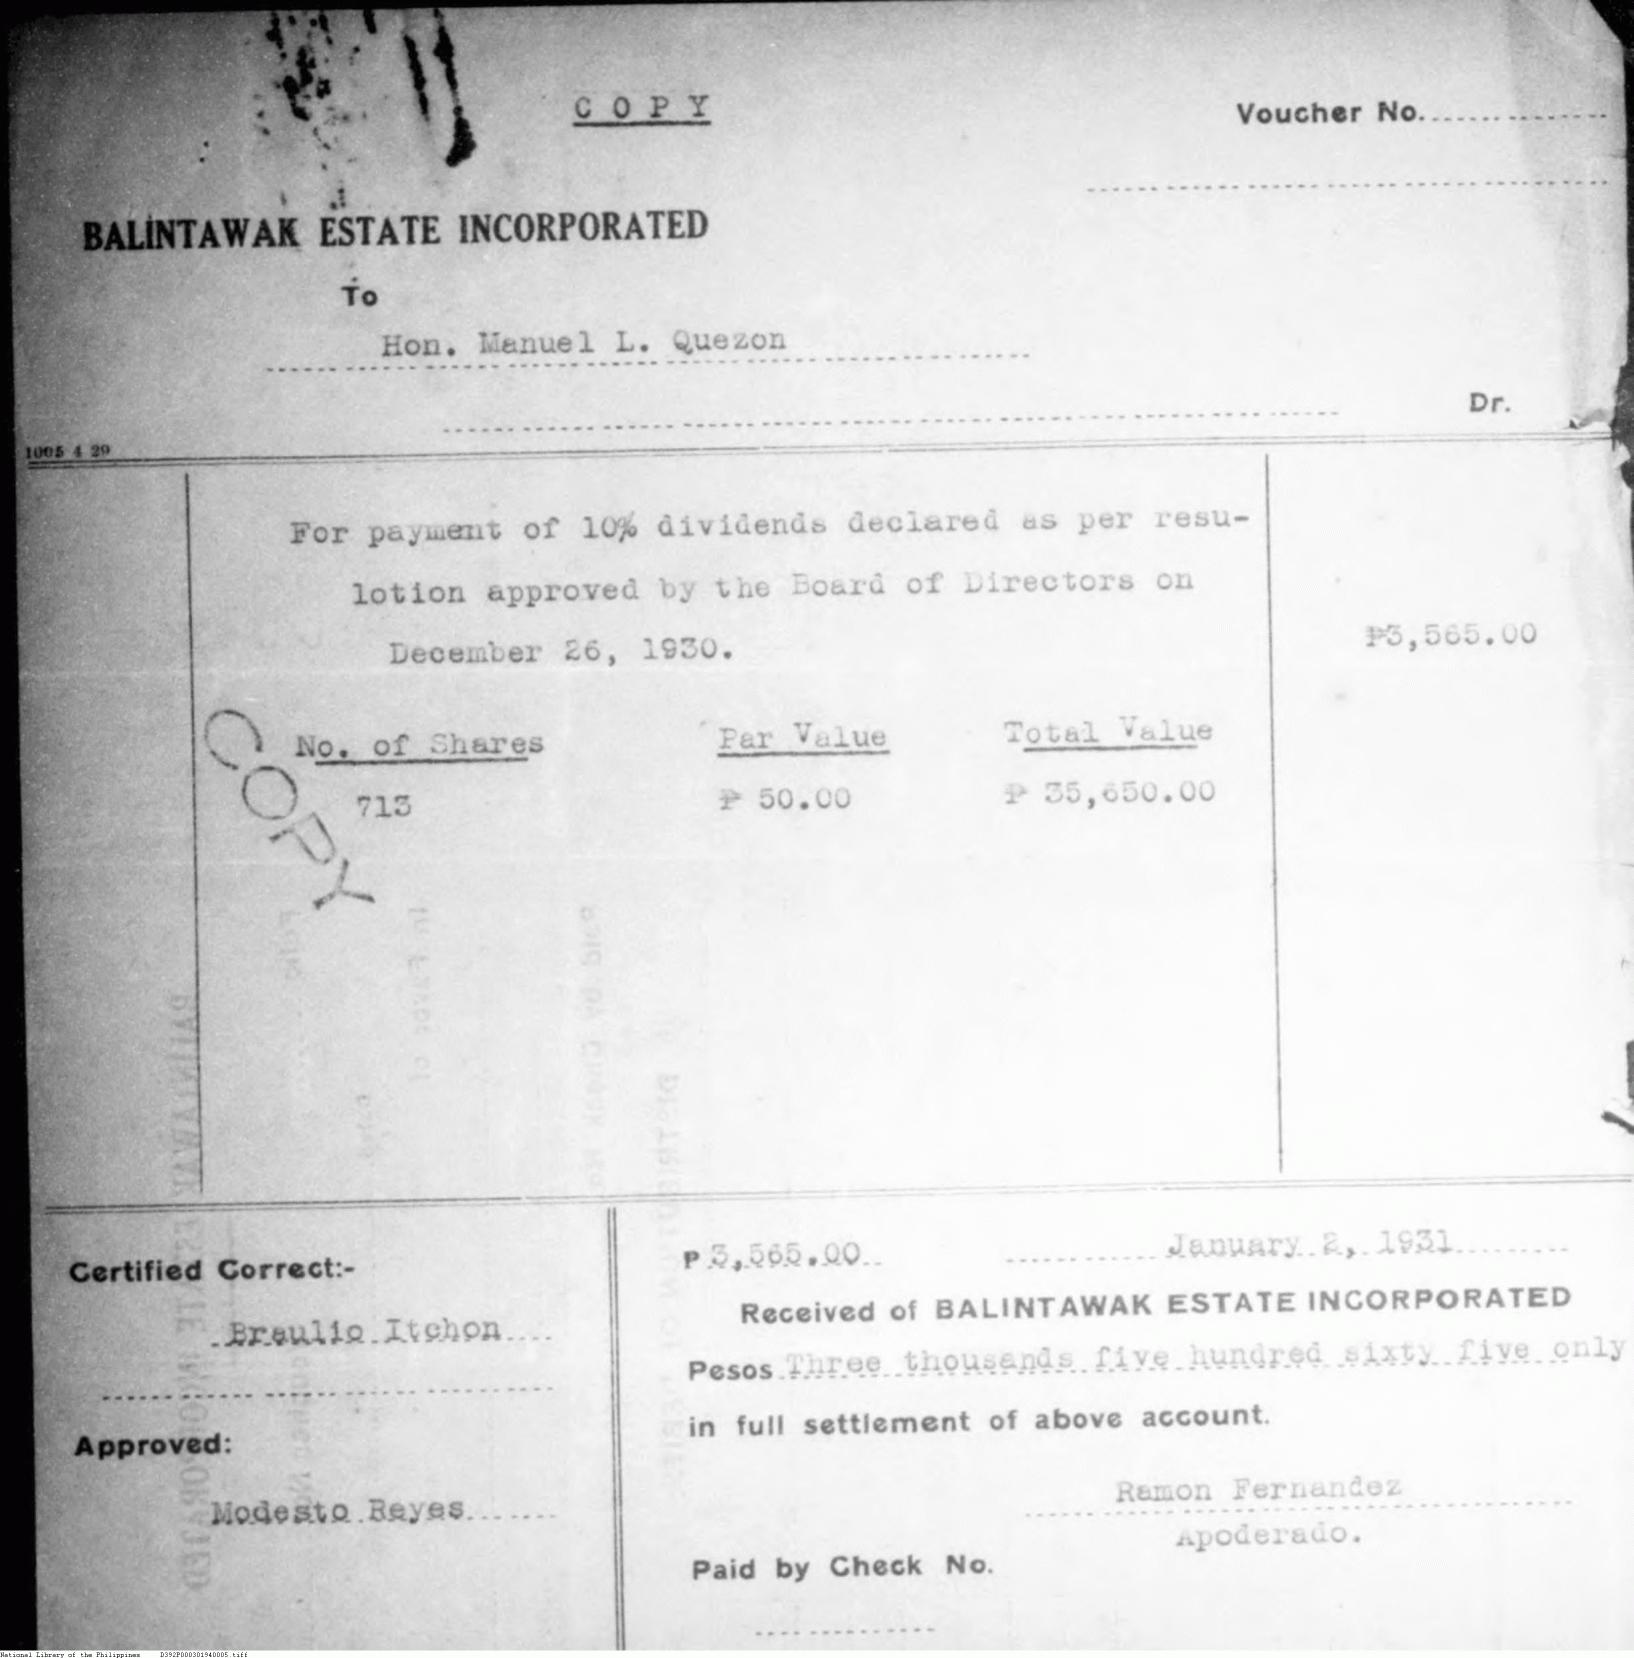 C O P Y
Voucher No.
BALINTAWAK ESTATE INCORPORATED
To
Hon. Manuel L. Quezon
Dr.
1005 4 29
For payment of 10% dividends declared as per resu-
lotion approved by the Board of Directors on
December 26, 1930.
₱3,565.00
No. of Shares Par Value Total Value
713 ₱ 50.00 ₱ 35,650.00
COPY
Certified Correct:-
Braulio Itchon
Approved:
Modesto Reyes
₱ 3,565.00 January 2, 1931
Received of BALINTAWAK ESTATE INCORPORATED
Pesos Three thousands five hundred sixty five only
in full settlement of above account.
Ramon Fernandez
Apoderado.
Paid by Check No.
National Library of the Philippines D392P000301940005.tiff